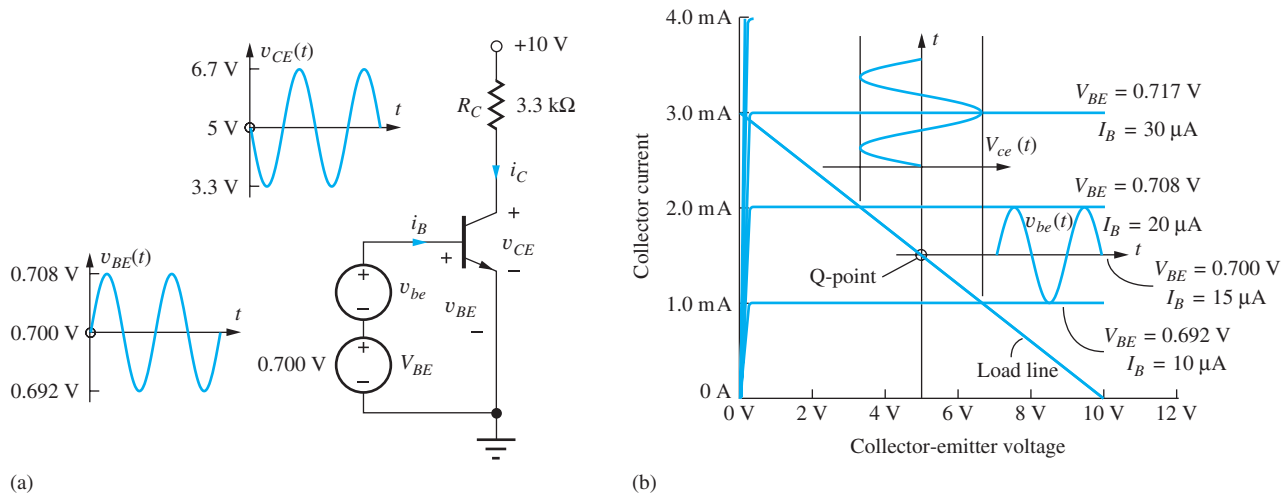 v_CE(t)
6.7 V
5 V
3.3 V
t
+10 V
R_C
3.3 kΩ
i_C
i_B
+
+
v_CE
−
v_BE
−
v_BE(t)
0.708 V
0.700 V
0.692 V
t
+
v_be
−
+
0.700 V
V_BE
−
(a)
Collector current
4.0 mA
3.0 mA
2.0 mA
1.0 mA
0 A
t
V_ce (t)
V_BE = 0.717 V
I_B = 30 μA
V_BE = 0.708 V
I_B = 20 μA
v_be(t)
t
V_BE = 0.700 V
I_B = 15 μA
V_BE = 0.692 V
I_B = 10 μA
Q-point
Load line
0 V
2 V
4 V
6 V
8 V
10 V
12 V
Collector-emitter voltage
(b)